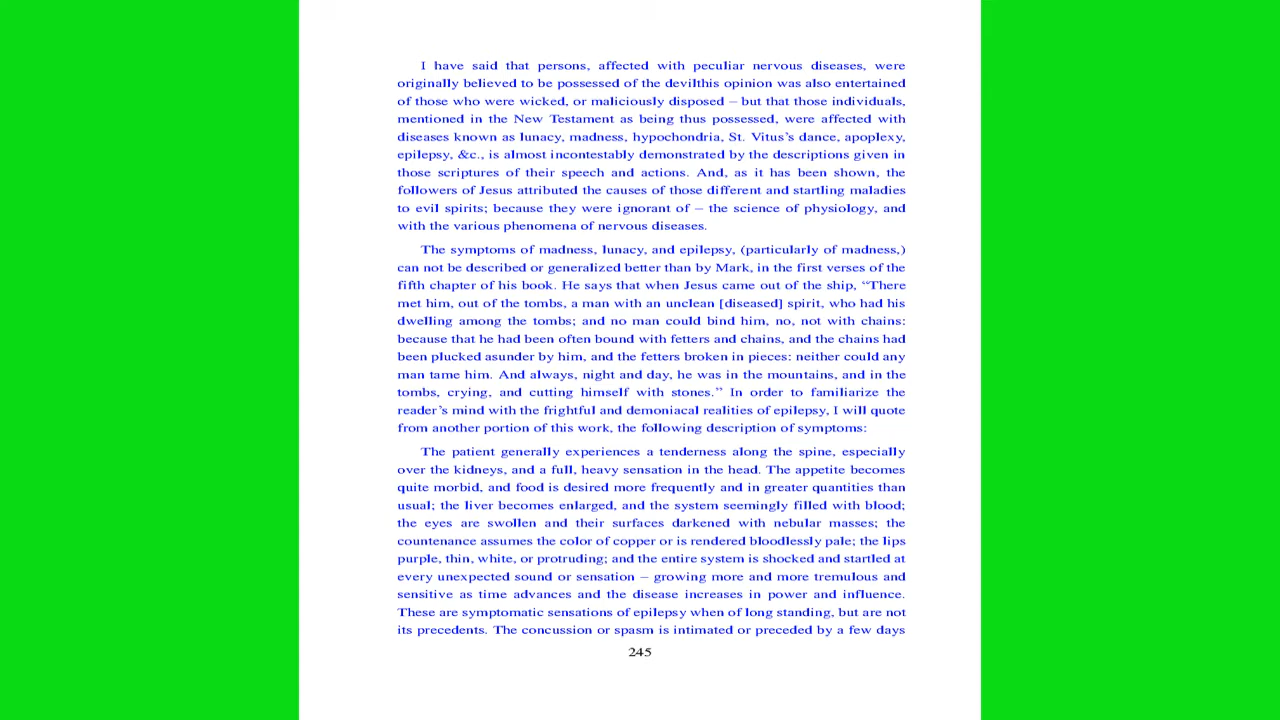 I have said that persons, affected with peculiar nervous diseases, were
originally believed to be possessed of the devilthis opinion was also entertained
of those who were wicked, or maliciously disposed – but that those individuals,
mentioned in the New Testament as being thus possessed, were affected with
diseases known as lunacy, madness, hypochondria, St. Vitus’s dance, apoplexy,
epilepsy, &c., is almost incontestably demonstrated by the descriptions given in
those scriptures of their speech and actions. And, as it has been shown, the
followers of Jesus attributed the causes of those different and startling maladies
to evil spirits; because they were ignorant of – the science of physiology, and
with the various phenomena of nervous diseases.
The symptoms of madness, lunacy, and epilepsy, (particularly of madness,)
can not be described or generalized better than by Mark, in the first verses of the
fifth chapter of his book. He says that when Jesus came out of the ship, “There
met him, out of the tombs, a man with an unclean [diseased] spirit, who had his
dwelling among the tombs; and no man could bind him, no, not with chains:
because that he had been often bound with fetters and chains, and the chains had
been plucked asunder by him, and the fetters broken in pieces: neither could any
man tame him. And always, night and day, he was in the mountains, and in the
tombs, crying, and cutting himself with stones.” In order to familiarize the
reader’s mind with the frightful and demoniacal realities of epilepsy, I will quote
from another portion of this work, the following description of symptoms:
The patient generally experiences a tenderness along the spine, especially
over the kidneys, and a full, heavy sensation in the head. The appetite becomes
quite morbid, and food is desired more frequently and in greater quantities than
usual; the liver becomes enlarged, and the system seemingly filled with blood;
the eyes are swollen and their surfaces darkened with nebular masses; the
countenance assumes the color of copper or is rendered bloodlessly pale; the lips
purple, thin, white, or protruding; and the entire system is shocked and startled at
every unexpected sound or sensation – growing more and more tremulous and
sensitive as time advances and the disease increases in power and influence.
These are symptomatic sensations of epilepsy when of long standing, but are not
its precedents. The concussion or spasm is intimated or preceded by a few days
245